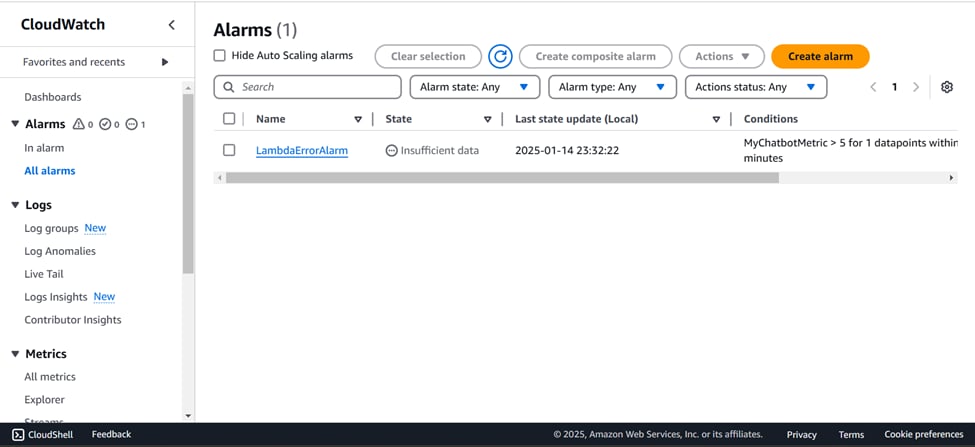 CloudWatch
Favorites and recents
Dashboards
Alarms 0 0 1
In alarm
All alarms
Logs
Log groups New
Log Anomalies
Live Tail
Logs Insights New
Contributor Insights
Metrics
All metrics
Explorer
Streams
Alarms (1)
Hide Auto Scaling alarms
Clear selection
Create composite alarm
Actions
Create alarm
Search
Alarm state: Any
Alarm type: Any
Actions status: Any
1
Name State Last state update (Local) Conditions
LambdaErrorAlarm Insufficient data 2025-01-14 23:32:22 MyChatbotMetric > 5 for 1 datapoints within
minutes
CloudShell Feedback © 2025, Amazon Web Services, Inc. or its affiliates. Privacy Terms Cookie preferences